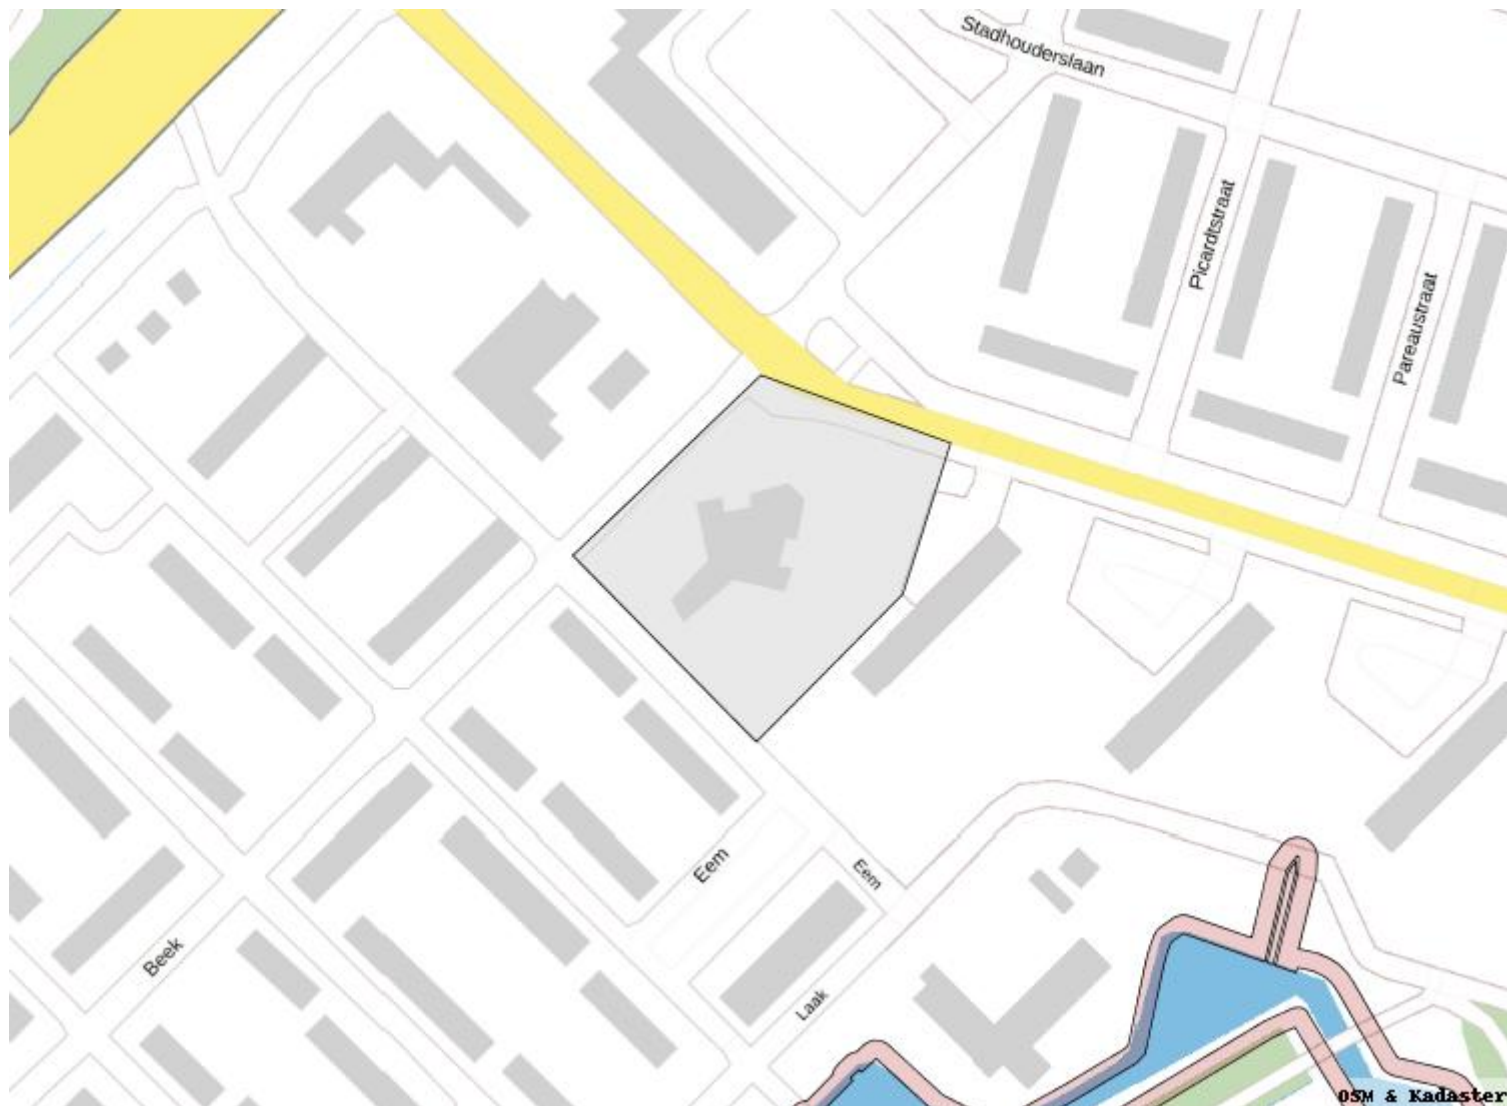 Stadhouderslaan
Picardtstraat
Pareaustraat
Eem
Eem
Beek
Laak
OSM & Kadaster